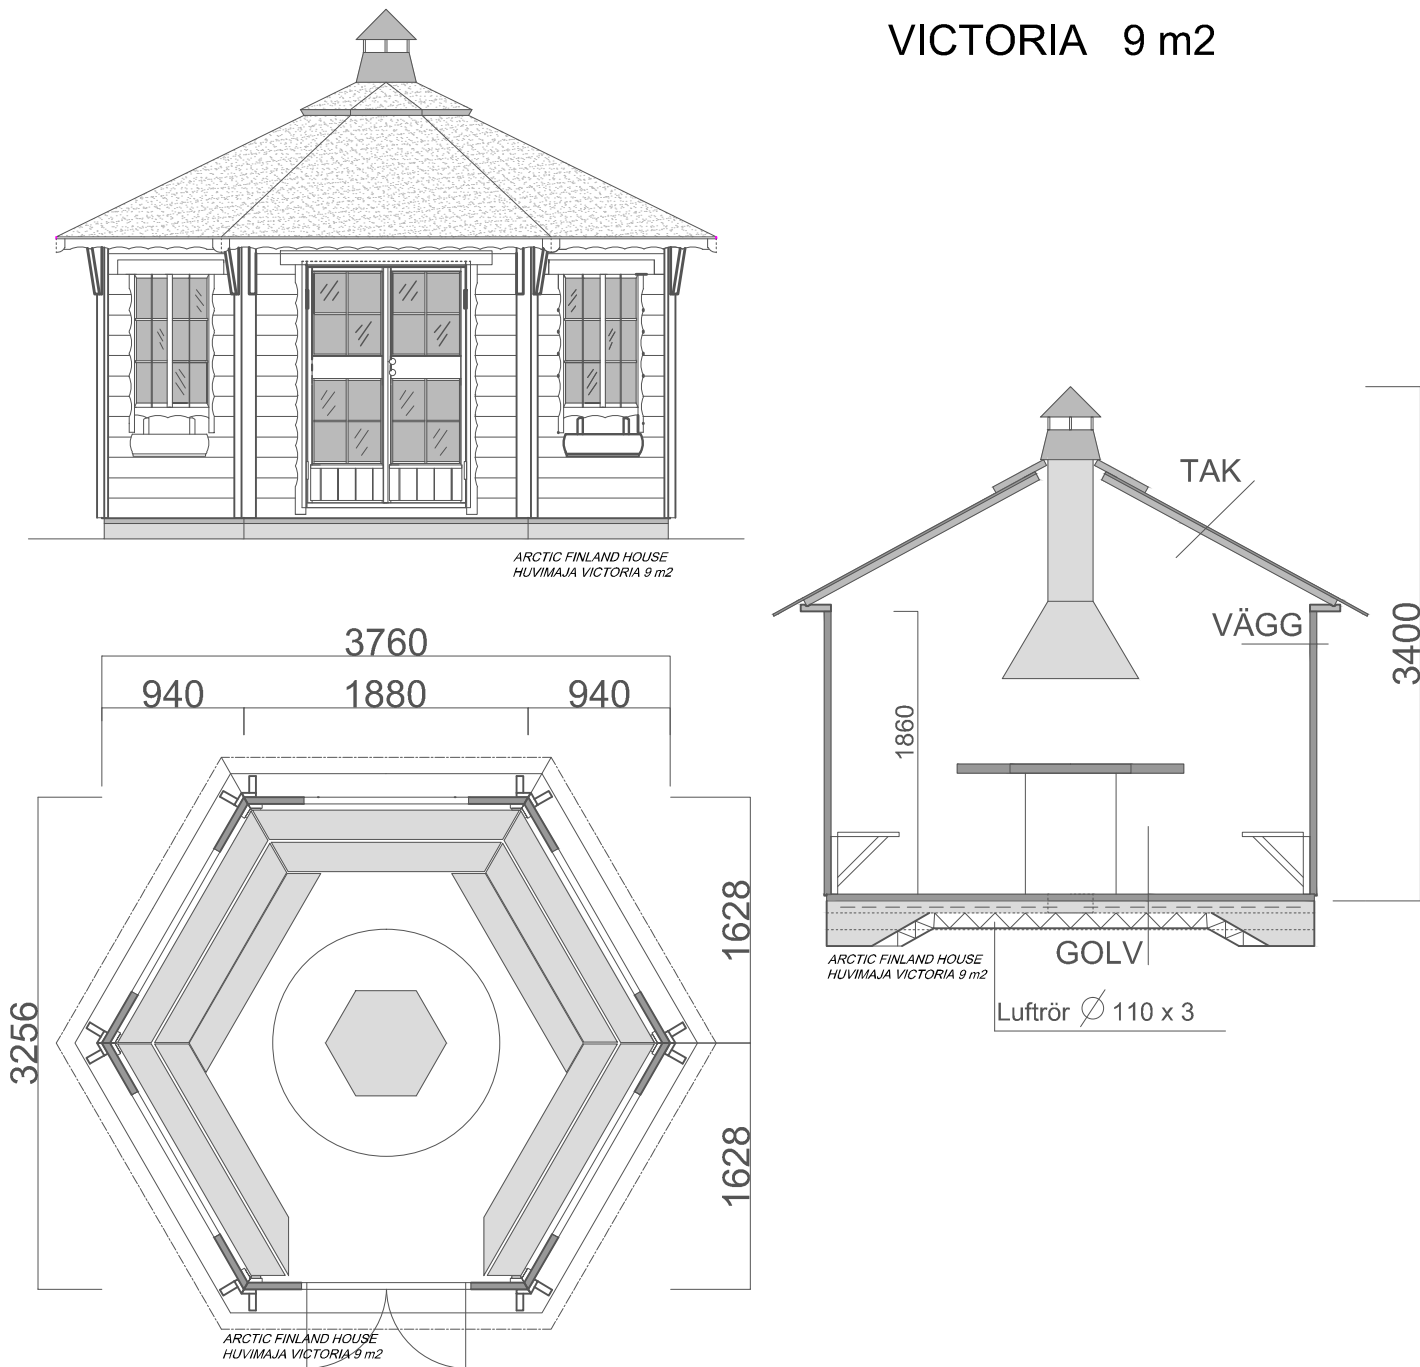 VICTORIA 9 m2
ARCTIC FINLAND HOUSE
HUVIMAJA VICTORIA 9 m2
TAK
VÄGG
3400
1860
GOLV
ARCTIC FINLAND HOUSE
HUVIMAJA VICTORIA 9 m2
Luftrör ∅ 110 x 3
3760
940
1880
940
3256
1628
1628
ARCTIC FINLAND HOUSE
HUVIMAJA VICTORIA 9 m2